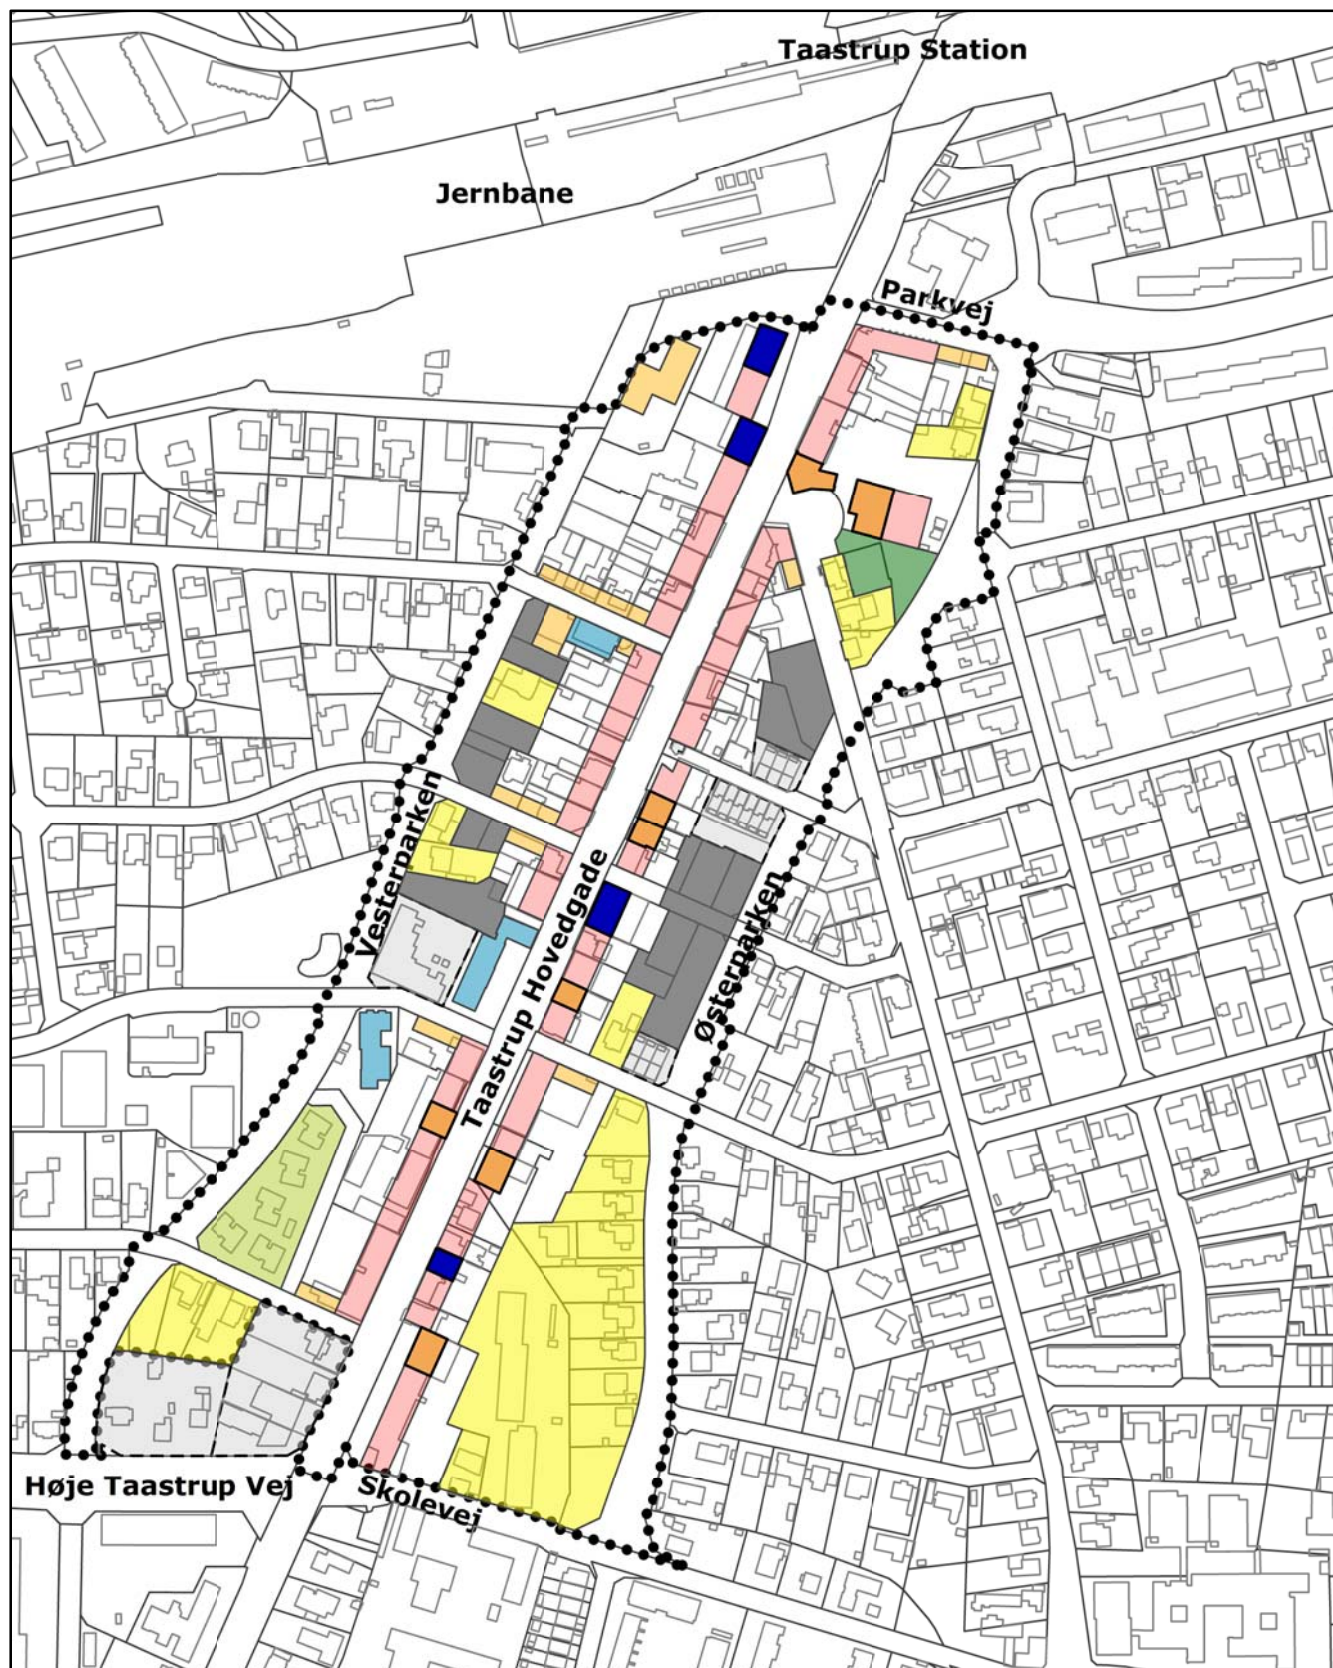 Taastrup Station
Jernbane
Parkvej
Vesterparken
Taastrup Hovedgade
Østerparken
Høje Taastrup Vej
Skolevej